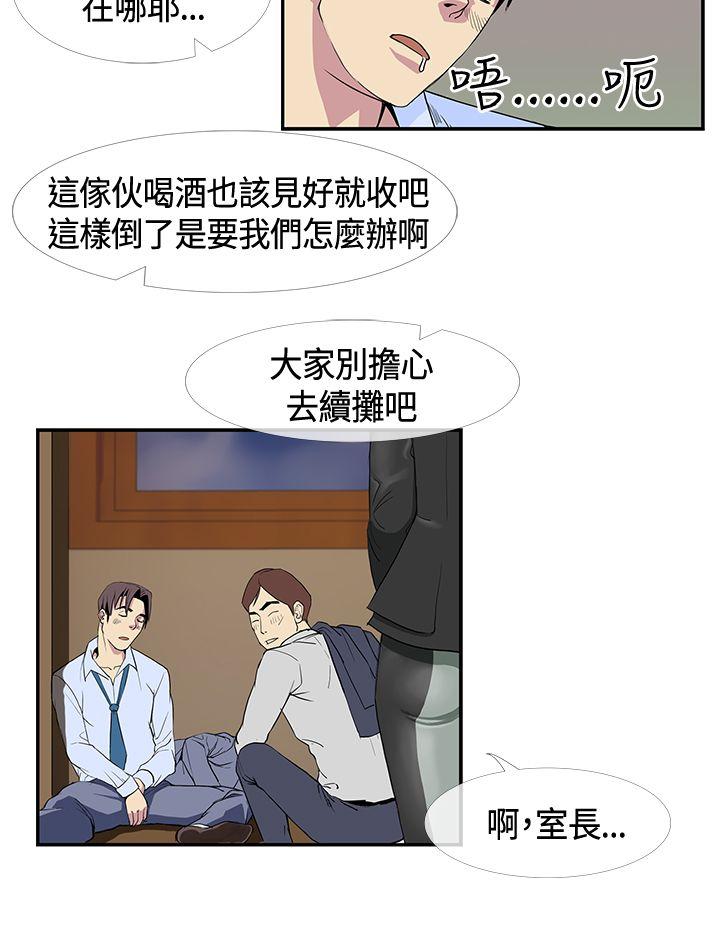 在哪耶...
唔......呃
這傢伙喝酒也該見好就收吧
這樣倒了是要我們怎麼辦啊
大家別擔心
去續攤吧
啊，室長...